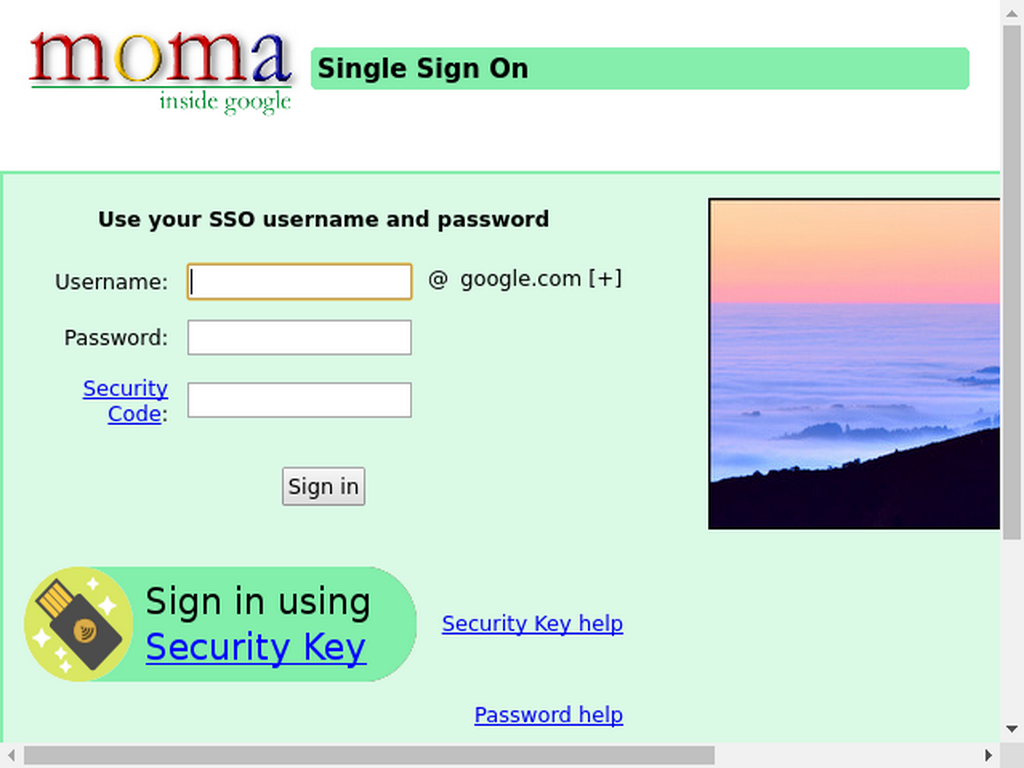 moma
inside google
Single Sign On
Use your SSO username and password
Username:
@ google.com [+]
Password:
Security
Code:
Sign in
Sign in using
Security Key
Security Key help
Password help